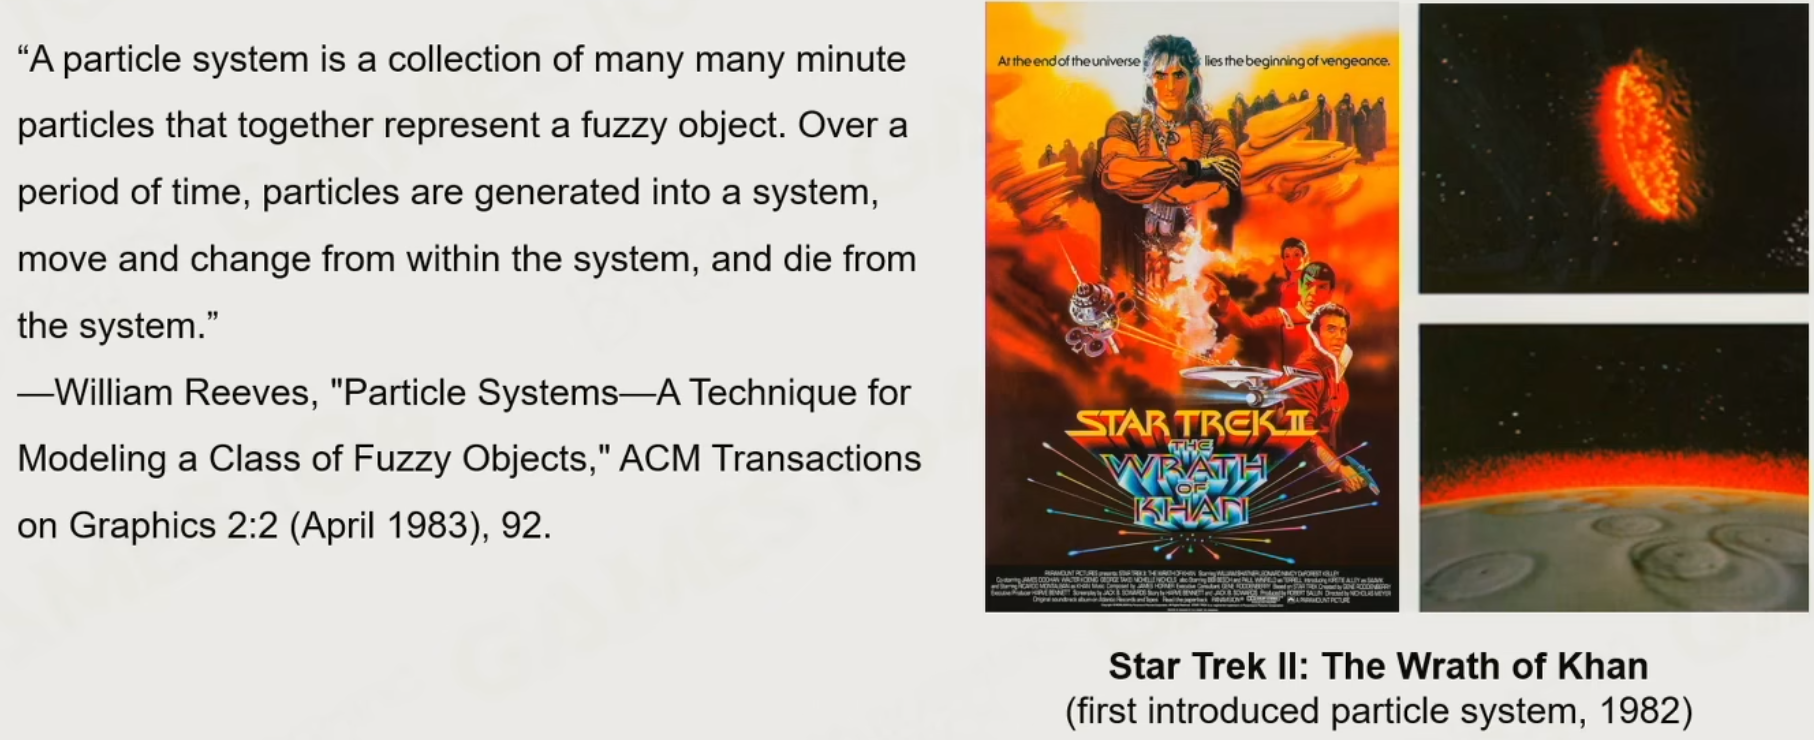 “A particle system is a collection of many many minute
particles that together represent a fuzzy object. Over a
period of time, particles are generated into a system,
move and change from within the system, and die from
the system.”
—William Reeves, "Particle Systems—A Technique for
Modeling a Class of Fuzzy Objects," ACM Transactions
on Graphics 2:2 (April 1983), 92.
At the end of the universe lies the beginning of vengeance.
STAR TREK II
THE
WRATH
OF
KHAN
Star Trek II: The Wrath of Khan
(first introduced particle system, 1982)